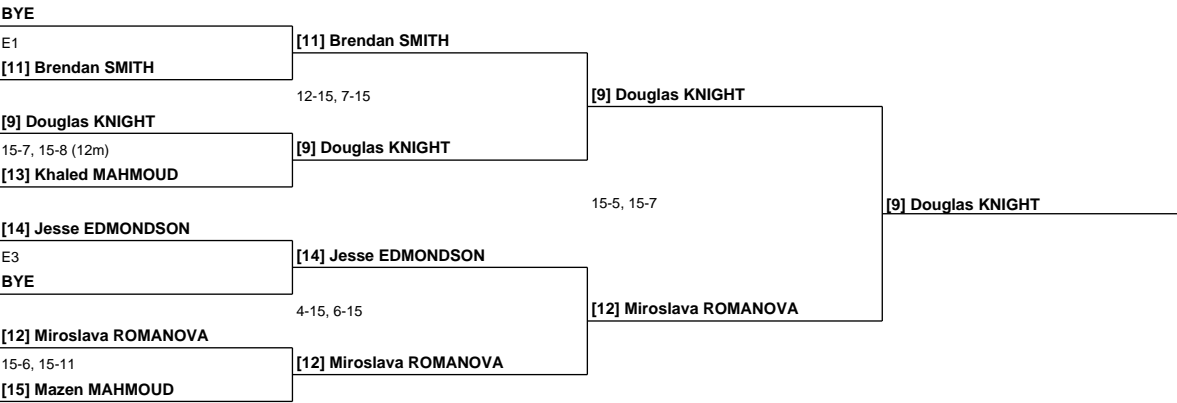 BYE
E1
[11] Brendan SMITH
[11] Brendan SMITH
12-15, 7-15
[9] Douglas KNIGHT
[9] Douglas KNIGHT
15-7, 15-8 (12m)
[9] Douglas KNIGHT
[13] Khaled MAHMOUD
15-5, 15-7
[9] Douglas KNIGHT
[14] Jesse EDMONDSON
E3
[14] Jesse EDMONDSON
BYE
4-15, 6-15
[12] Miroslava ROMANOVA
[12] Miroslava ROMANOVA
15-6, 15-11
[12] Miroslava ROMANOVA
[15] Mazen MAHMOUD